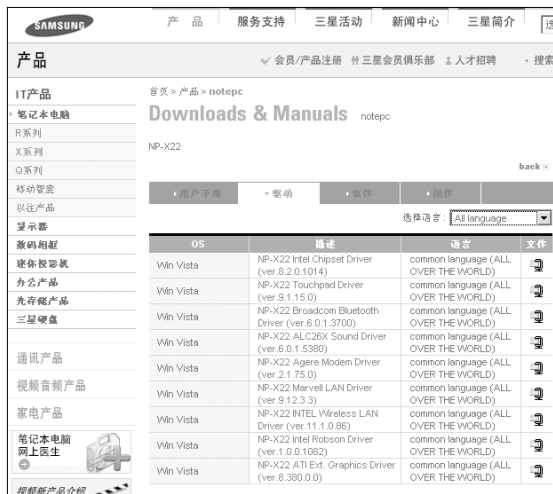 SAMSUNG
产 品
服务支持
三星活动
新闻中心
三星简介
选
产品
会员/产品注册
三星会员俱乐部
人才招聘
搜索
IT产品
笔记本电脑
R系列
X系列
Q系列
移动智尚
以往产品
显示器
数码相框
迷你投影机
办公产品
光存储产品
三星硬盘
通讯产品
视频音频产品
家电产品
笔记本电脑
网上医生
视频新产品介绍
首页 > 产品 > notepc
Downloads & Manuals notepc
NP-X22
back
用户手册
驱动
软件
固件
选择语言: All language
OS 描述 语言 文件
Win Vista NP-X22 Intel Chipset Driver common language (ALL
(ver.8.2.0.1014) OVER THE WORLD)
Win Vista NP-X22 Touchpad Driver common language (ALL
(ver.9.1.15.0) OVER THE WORLD)
Win Vista NP-X22 Broadcom Bluetooth common language (ALL
Driver (ver.6.0.1.3700) OVER THE WORLD)
Win Vista NP-X22 ALC26X Sound Driver common language (ALL
(ver.6.0.1.5380) OVER THE WORLD)
Win Vista NP-X22 Agere Modem Driver common language (ALL
(ver.2.1.75.0) OVER THE WORLD)
Win Vista NP-X22 Marvell LAN Driver common language (ALL
(ver.9.12.3.3) OVER THE WORLD)
Win Vista NP-X22 INTEL Wireless LAN common language (ALL
Driver (ver.11.1.0.86) OVER THE WORLD)
Win Vista NP-X22 Intel Robson Driver common language (ALL
(ver.1.0.0.1082) OVER THE WORLD)
Win Vista NP-X22 ATI Ext. Graphics Driver common language (ALL
(ver.8.380.0.0) OVER THE WORLD)